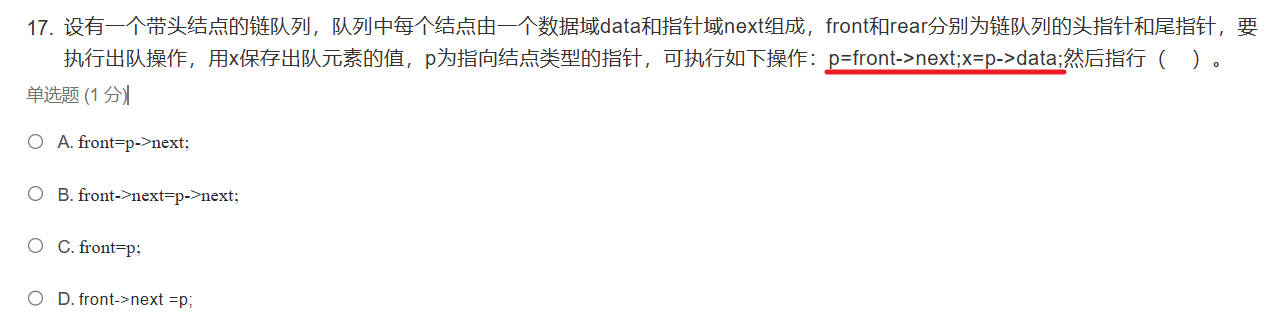 17. 设有一个带头结点的链队列，队列中每个结点由一个数据域data和指针域next组成，front和rear分别为链队列的头指针和尾指针，要
执行出队操作，用x保存出队元素的值，p为指向结点类型的指针，可执行如下操作：p=front->next;x=p->data;然后指行（ ）。
单选题 (1 分)
A. front=p->next;
B. front->next=p->next;
C. front=p;
D. front->next =p;